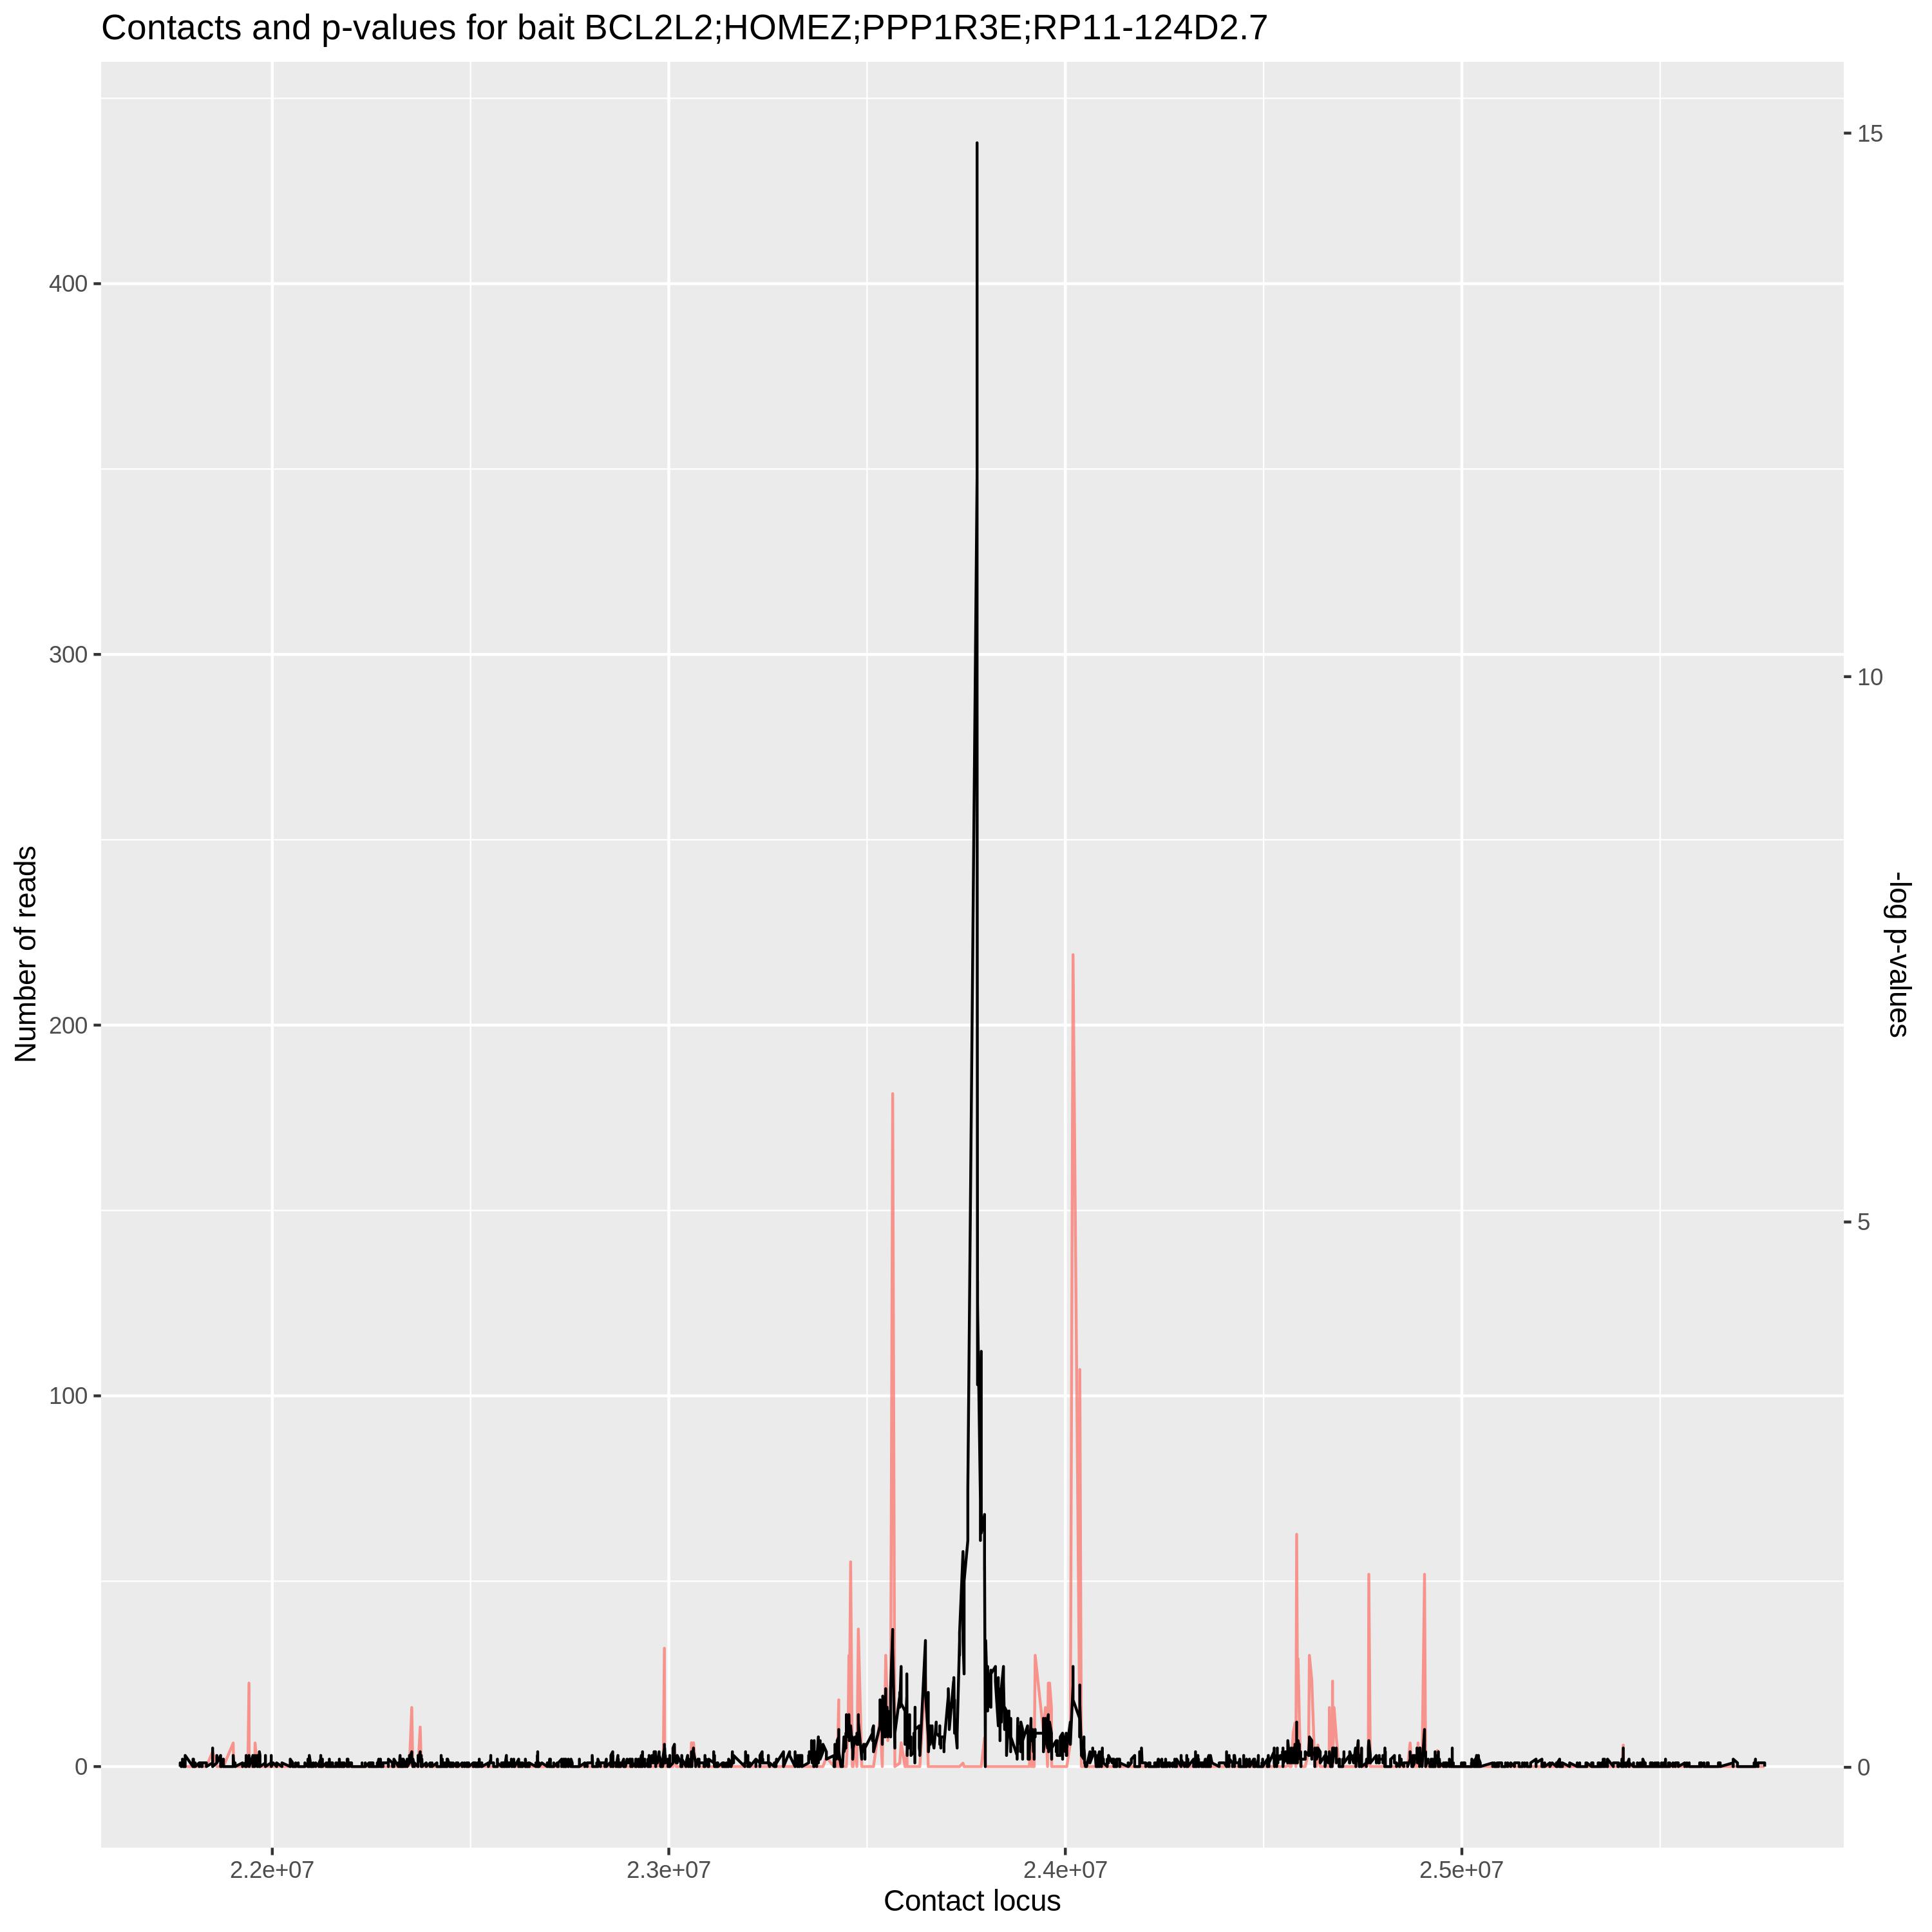 Contacts and p-values for bait BCL2L2;HOMEZ;PPP1R3E;RP11-124D2.7
400
300
200
100
0
Number of reads
15
10
5
0
-log p-values
2.2e+07
2.3e+07
2.4e+07
2.5e+07
Contact locus